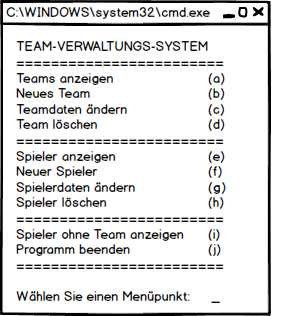 C:\WINDOWS\system32\cmd.exe
TEAM-VERWALTUNGS-SYSTEM
========================
Teams anzeigen (a)
Neues Team (b)
Teamdaten ändern (c)
Team löschen (d)
========================
Spieler anzeigen (e)
Neuer Spieler (f)
Spielerdaten ändern (g)
Spieler löschen (h)
========================
Spieler ohne Team anzeigen (i)
Programm beenden (j)
========================
Wählen Sie einen Menüpunkt: _